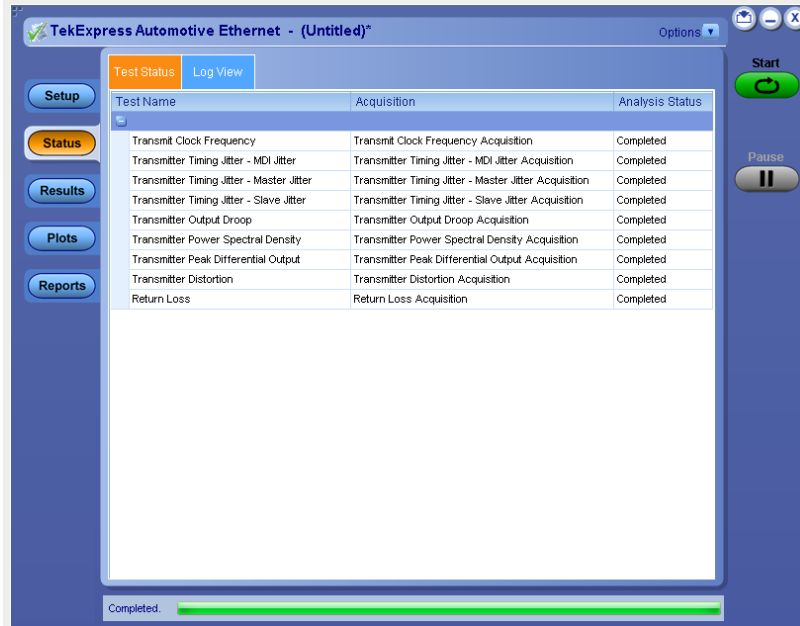 TekExpress Automotive Ethernet - (Untitled)*
Options
X
Start
Pause
Setup
Status
Results
Plots
Reports
Test Status Log View
Test Name Acquisition Analysis Status
Transmit Clock Frequency Transmit Clock Frequency Acquisition Completed
Transmitter Timing Jitter - MDI Jitter Transmitter Timing Jitter - MDI Jitter Acquisition Completed
Transmitter Timing Jitter - Master Jitter Transmitter Timing Jitter - Master Jitter Acquisition Completed
Transmitter Timing Jitter - Slave Jitter Transmitter Timing Jitter - Slave Jitter Acquisition Completed
Transmitter Output Droop Transmitter Output Droop Acquisition Completed
Transmitter Power Spectral Density Transmitter Power Spectral Density Acquisition Completed
Transmitter Peak Differential Output Transmitter Peak Differential Output Acquisition Completed
Transmitter Distortion Transmitter Distortion Acquisition Completed
Return Loss Return Loss Acquisition Completed
Completed.